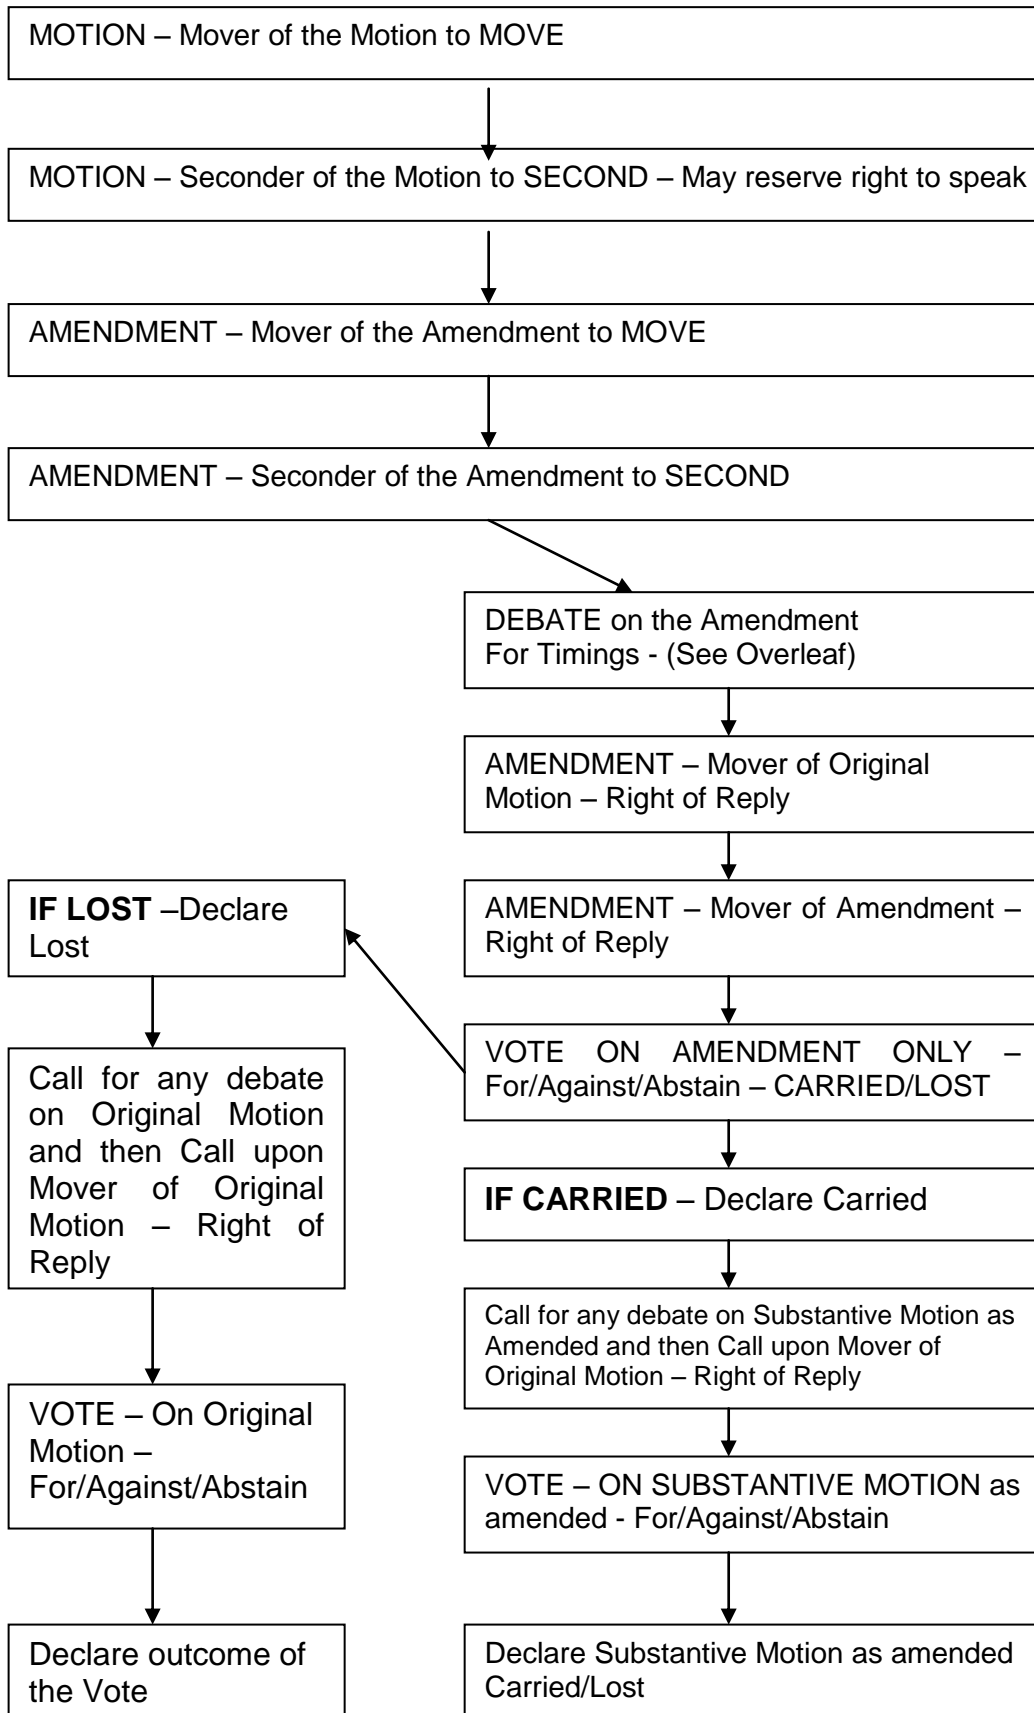 MOTION – Mover of the Motion to MOVE
MOTION – Seconder of the Motion to SECOND – May reserve right to speak
AMENDMENT – Mover of the Amendment to MOVE
AMENDMENT – Seconder of the Amendment to SECOND
DEBATE on the Amendment
For Timings - (See Overleaf)
AMENDMENT – Mover of Original
Motion – Right of Reply
AMENDMENT – Mover of Amendment –
Right of Reply
VOTE ON AMENDMENT ONLY –
For/Against/Abstain – CARRIED/LOST
IF LOST –Declare
Lost
Call for any debate
on Original Motion
and then Call upon
Mover of Original
Motion – Right of
Reply
VOTE – On Original
Motion –
For/Against/Abstain
Declare outcome of
the Vote
IF CARRIED – Declare Carried
Call for any debate on Substantive Motion as
Amended and then Call upon Mover of
Original Motion – Right of Reply
VOTE – ON SUBSTANTIVE MOTION as
amended - For/Against/Abstain
Declare Substantive Motion as amended
Carried/Lost